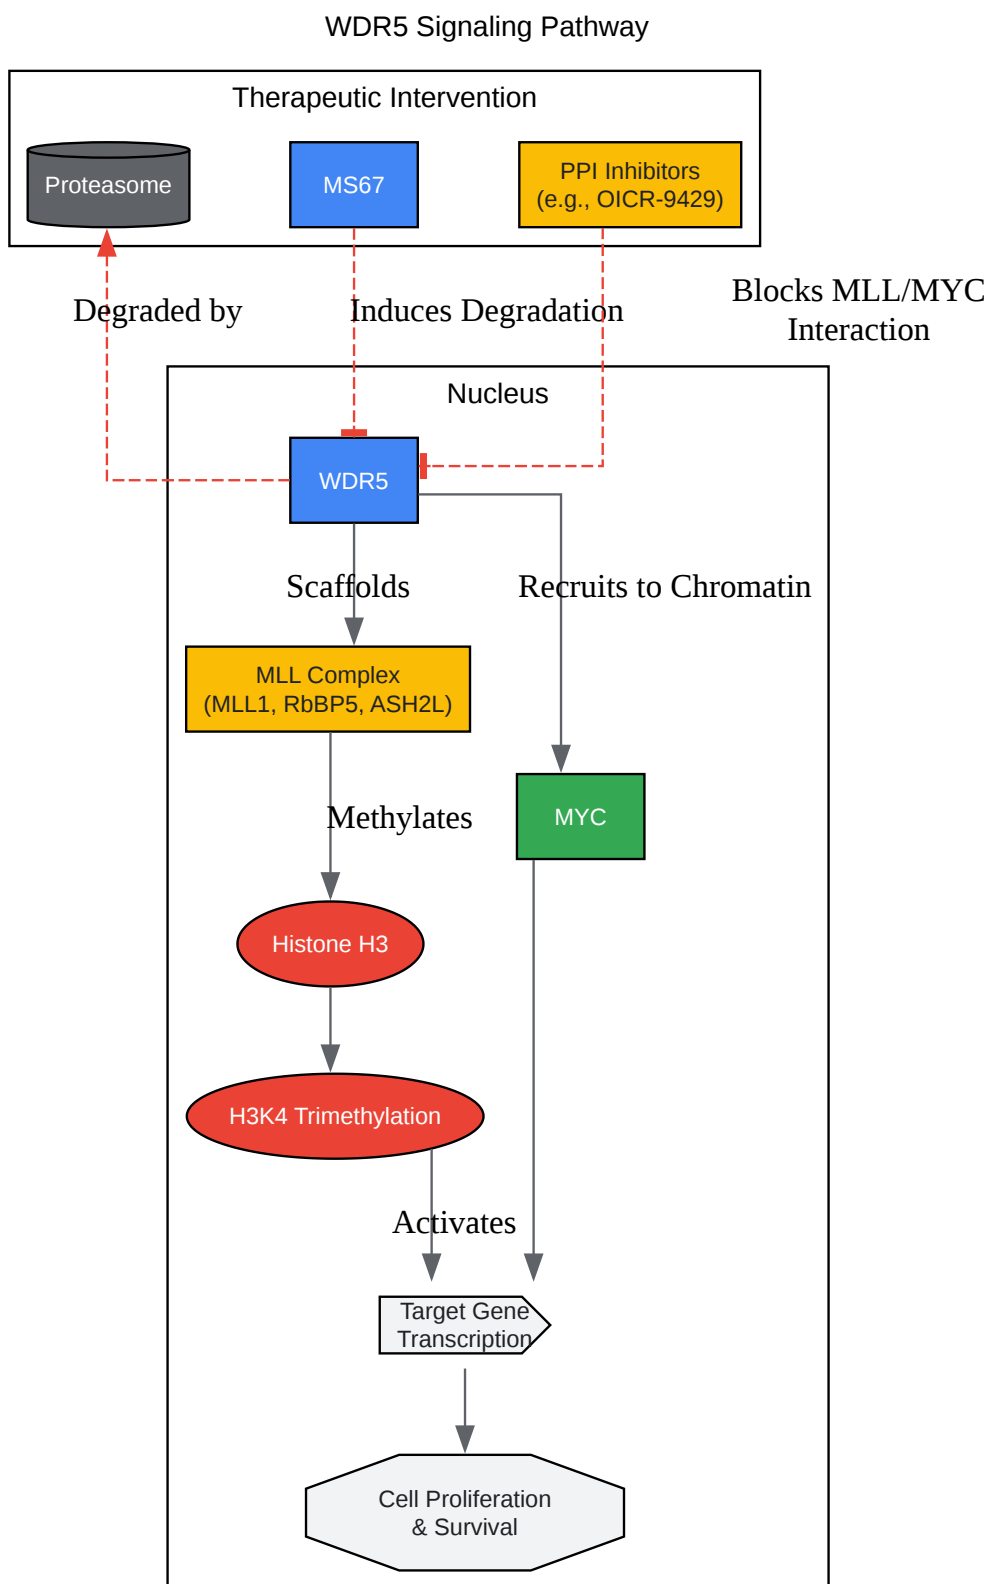 WDR5 Signaling Pathway
Therapeutic Intervention
Proteasome
MS67
PPI Inhibitors
(e.g., OICR-9429)
Degraded by
Induces Degradation
Blocks MLL/MYC
Interaction
Nucleus
WDR5
Scaffolds
Recruits to Chromatin
MLL Complex
(MLL1, RbBP5, ASH2L)
Methylates
MYC
Histone H3
H3K4 Trimethylation
Activates
Target Gene
Transcription
Cell Proliferation
& Survival